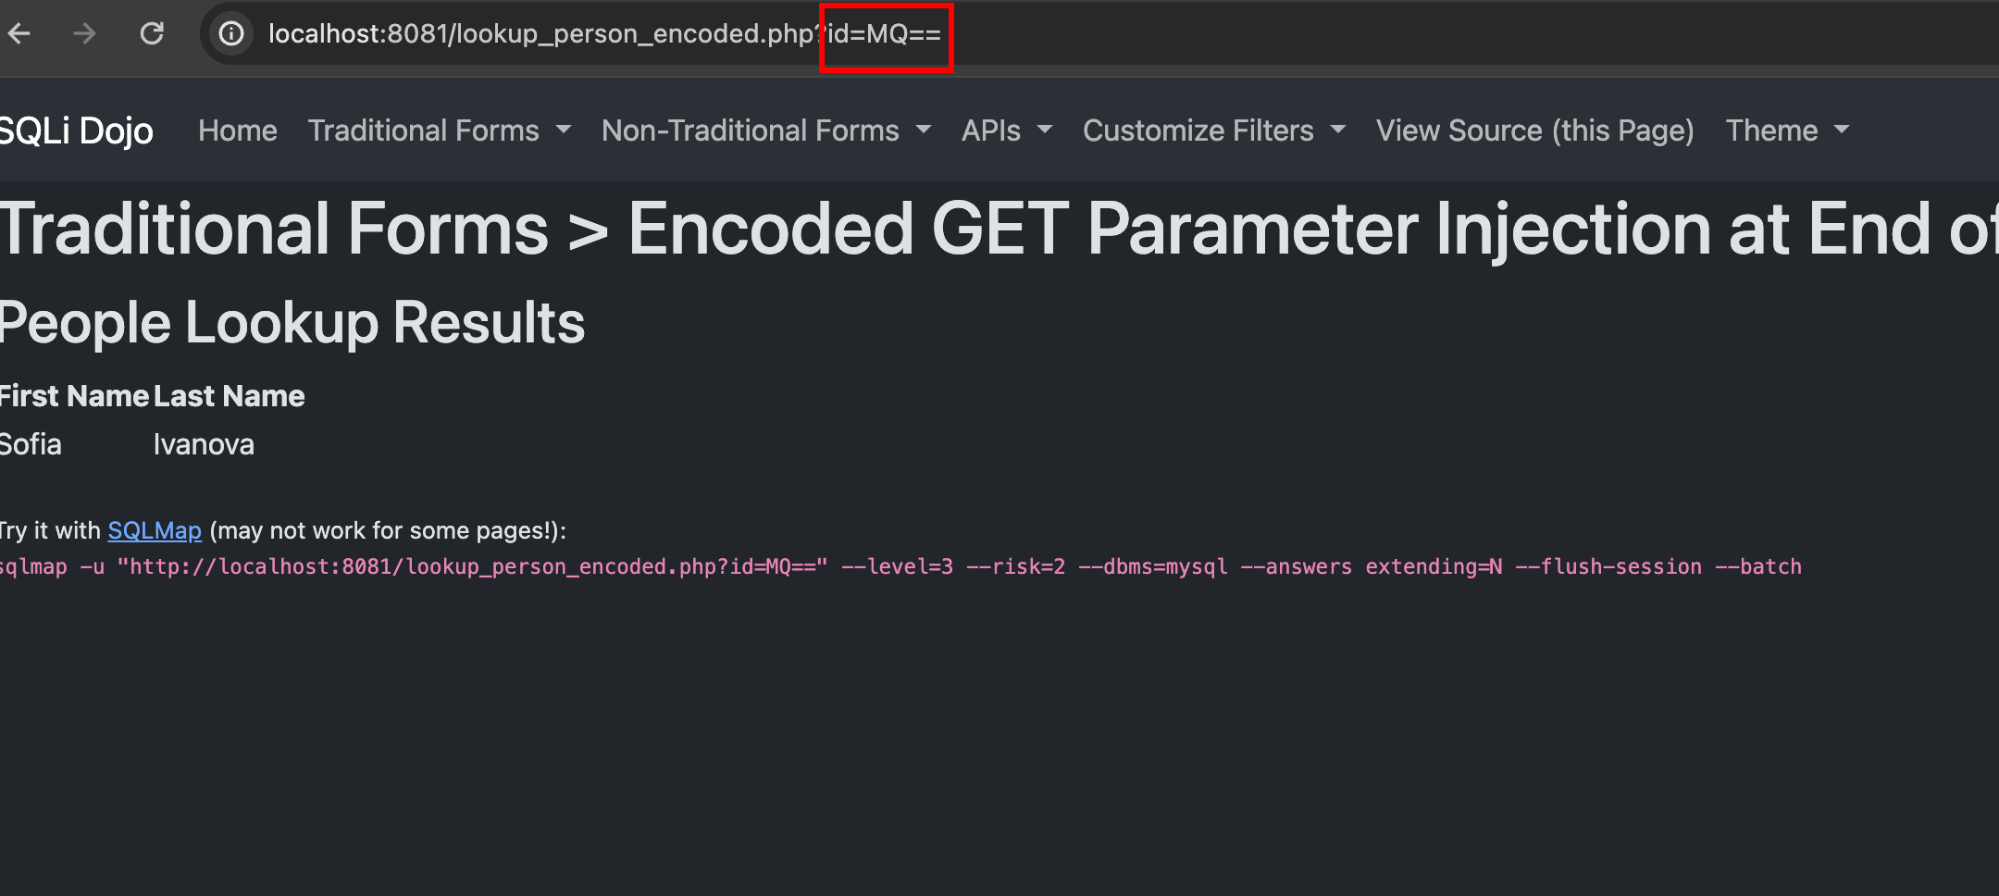 localhost:8081/lookup_person_encoded.php?id=MQ==
SQLi Dojo Home Traditional Forms Non-Traditional Forms APIs Customize Filters View Source (this Page) Theme
Traditional Forms > Encoded GET Parameter Injection at End of
People Lookup Results
First Name Last Name
Sofia Ivanova
Try it with SQLMap (may not work for some pages!):
sqlmap -u "http://localhost:8081/lookup_person_encoded.php?id=MQ==" --level=3 --risk=2 --dbms=mysql --answers extending=N --flush-session --batch